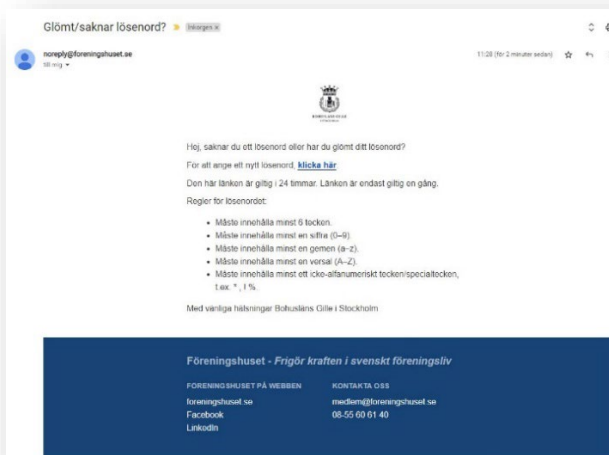 Glömt/saknar lösenord?
Inkorgen x
noreply@foreningshuset.se
11:28 (för 2 minuter sedan)
till mig
BOHUSLÄNS GILLE
Hej, saknar du ett lösenord eller har du glömt ditt lösenord?
För att ange ett nytt lösenord, klicka här.
Den här länken är giltig i 24 timmar. Länken är endast giltig en gång.
Regler för lösenordet:
• Måste innehålla minst 6 tecken.
• Måste innehålla minst en siffra (0–9).
• Måste innehålla minst en gemen (a–z).
• Måste innehålla minst en versal (A–Z).
• Måste innehålla minst ett icke-alfanumeriskt tecken/specialtecken,
t.ex. * , ! %.
Med vänliga hälsningar Bohusläns Gille i Stockholm
Föreningshuset - Frigör kraften i svenskt föreningsliv
FÖRENINGSHUSET PÅ WEBBEN
KONTAKTA OSS
foreningshuset.se
medlem@foreningshuset.se
Facebook
08-55 60 61 40
LinkedIn